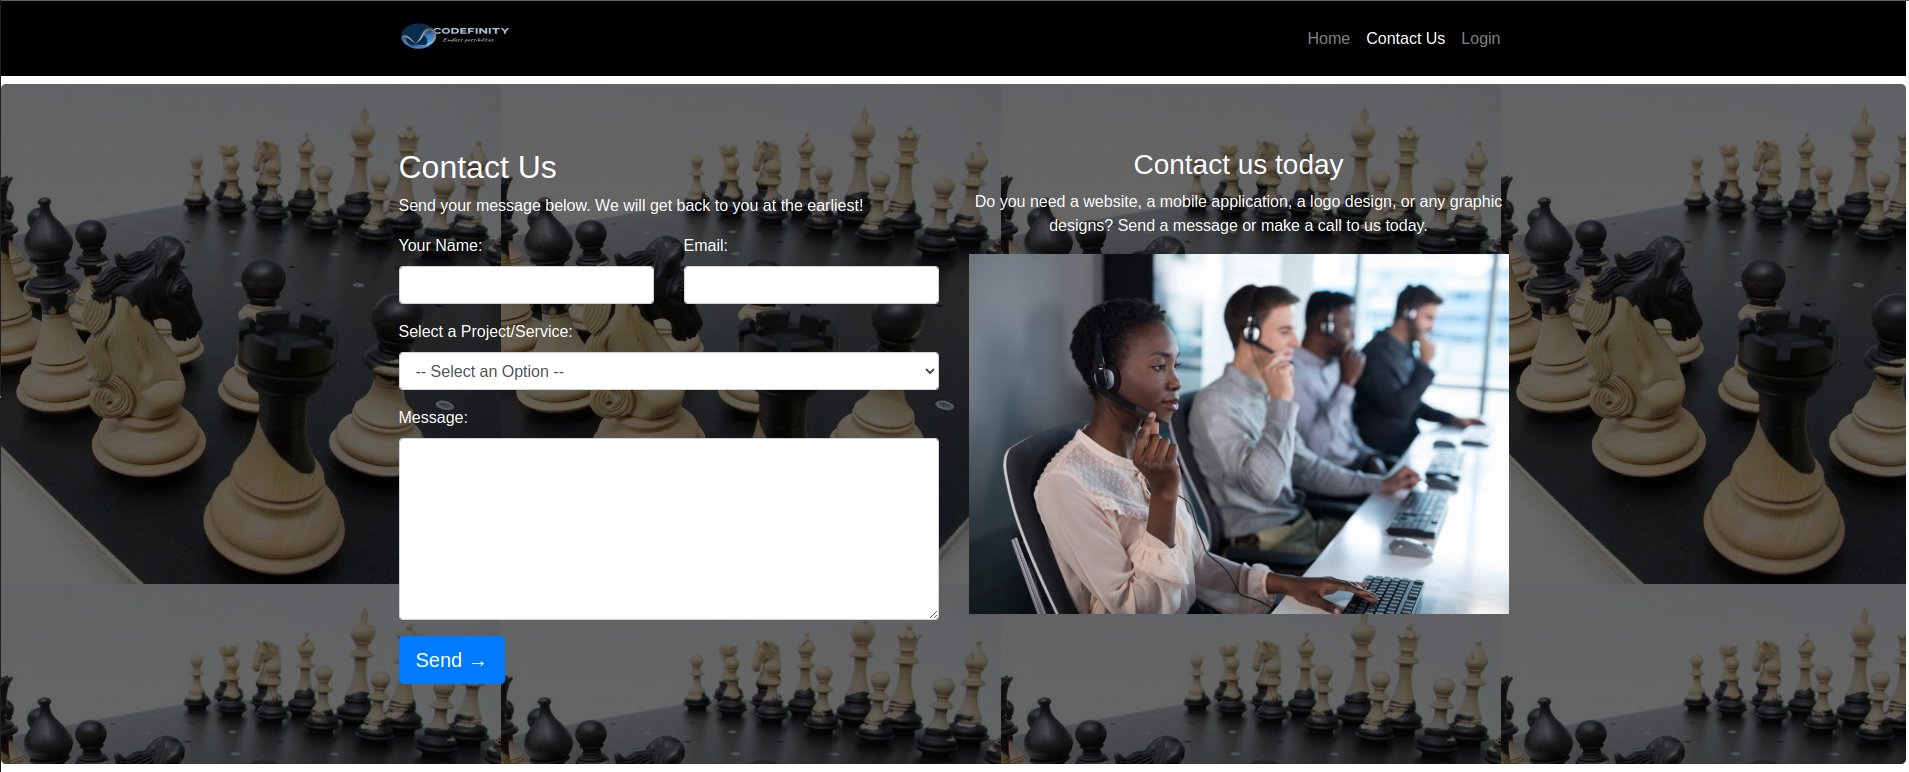 CODEFINITY
Endless possibilities
Home Contact Us Login
Contact Us
Send your message below. We will get back to you at the earliest!
Your Name:
Email:
Select a Project/Service:
-- Select an Option --
Message:
Send →
Contact us today
Do you need a website, a mobile application, a logo design, or any graphic
designs? Send a message or make a call to us today.